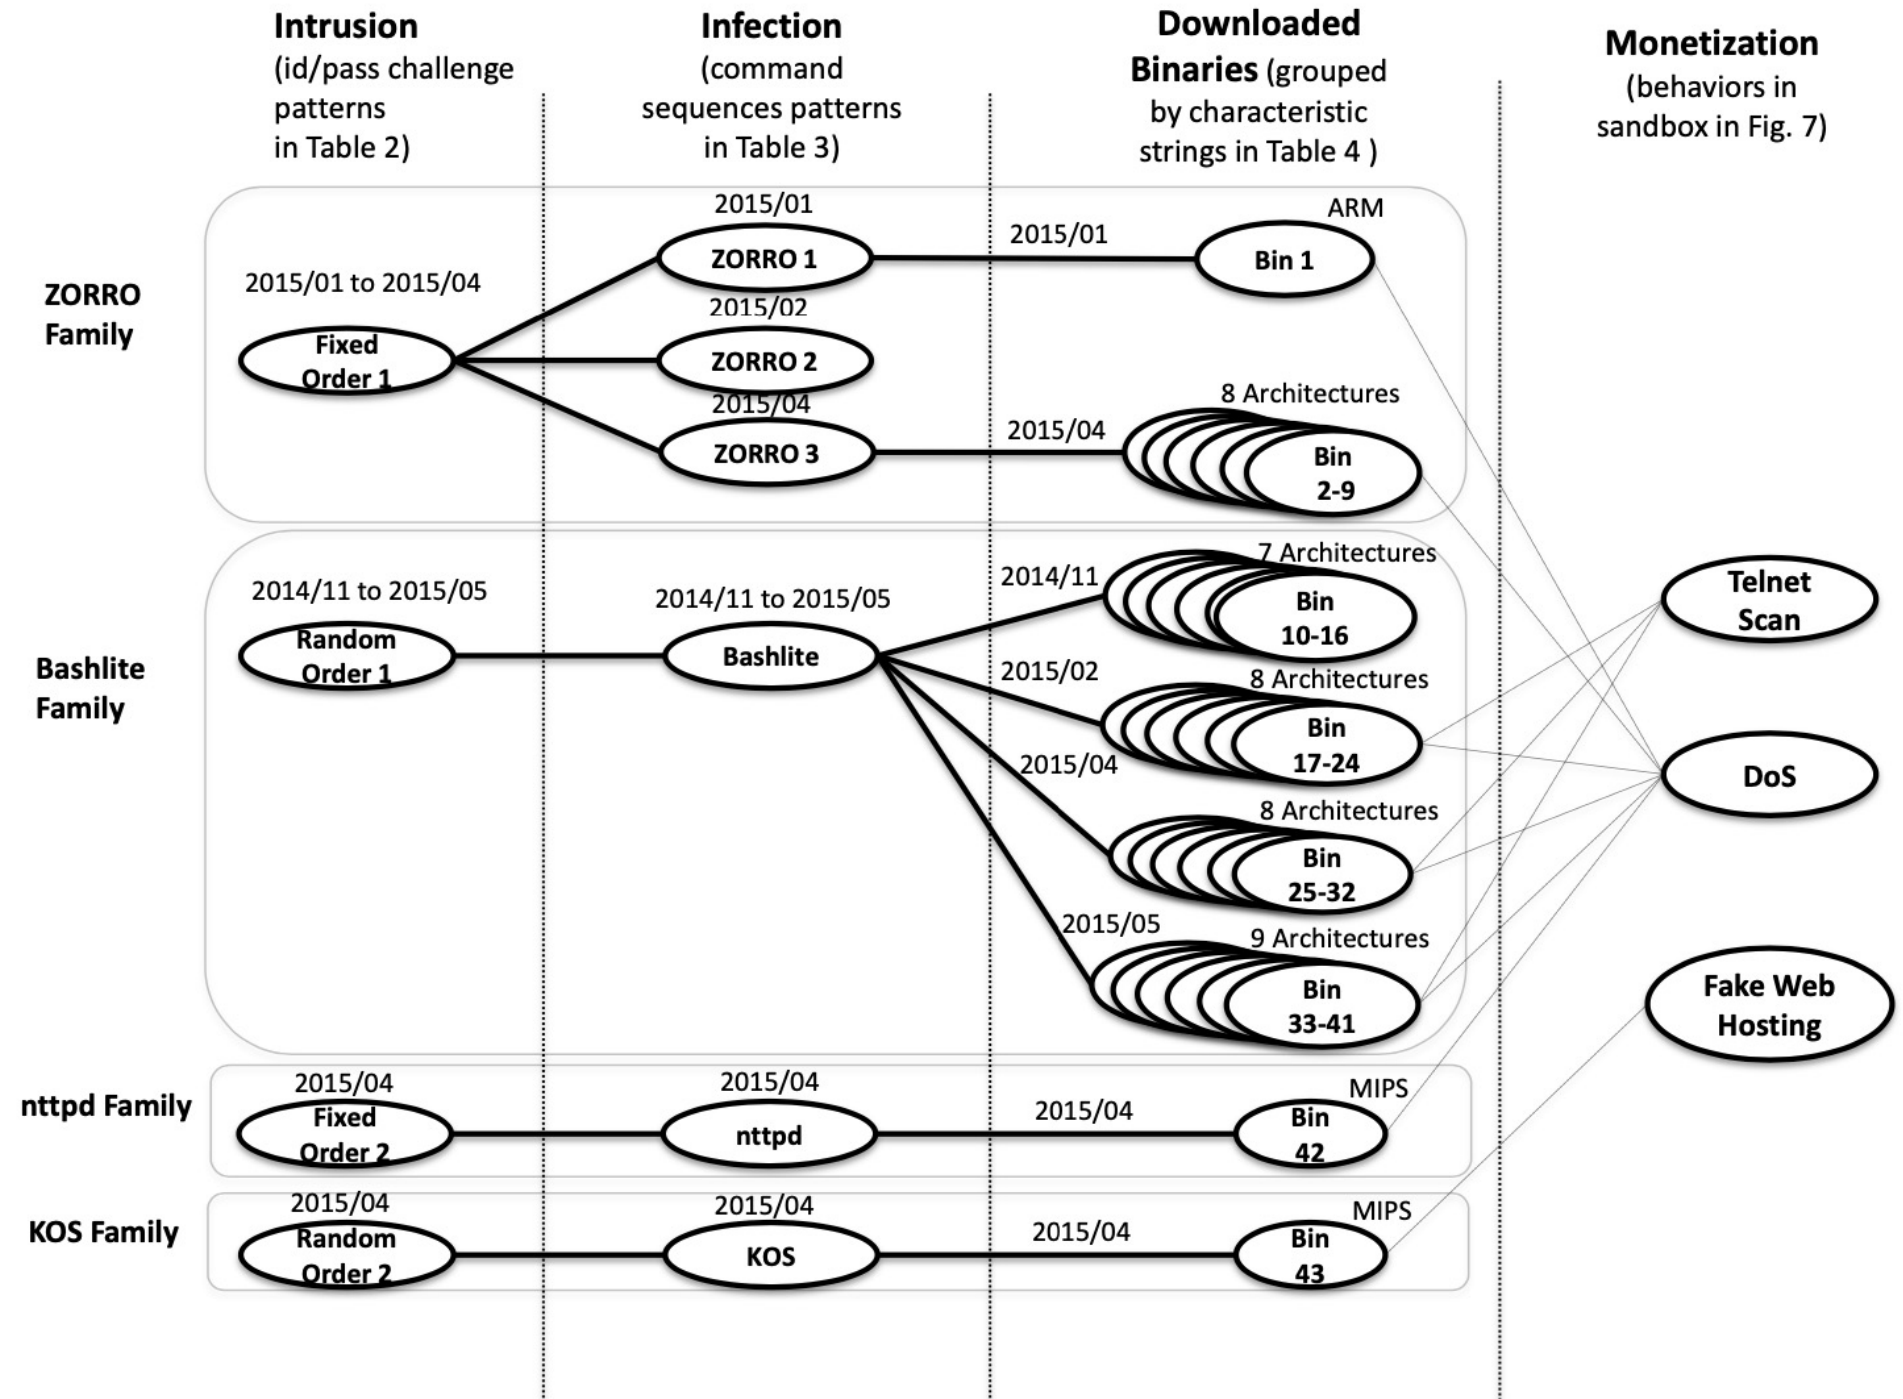 Intrusion
(id/pass challenge
patterns
in Table 2)
Infection
(command
sequences patterns
in Table 3)
Downloaded
Binaries (grouped
by characteristic
strings in Table 4 )
Monetization
(behaviors in
sandbox in Fig. 7)
ZORRO
Family
2015/01 to 2015/04
Fixed
Order 1
2015/01
ZORRO 1
2015/02
ZORRO 2
2015/04
ZORRO 3
2015/01
ARM
Bin 1
2015/04
8 Architectures
Bin
2-9
Bashlite
Family
2014/11 to 2015/05
Random
Order 1
2014/11 to 2015/05
Bashlite
2014/11
7 Architectures
Bin
10-16
2015/02
8 Architectures
Bin
17-24
2015/04
8 Architectures
Bin
25-32
2015/05
9 Architectures
Bin
33-41
Telnet
Scan
DoS
Fake Web
Hosting
nttpd Family
2015/04
Fixed
Order 2
2015/04
nttpd
2015/04
MIPS
Bin
42
KOS Family
2015/04
Random
Order 2
2015/04
KOS
2015/04
MIPS
Bin
43